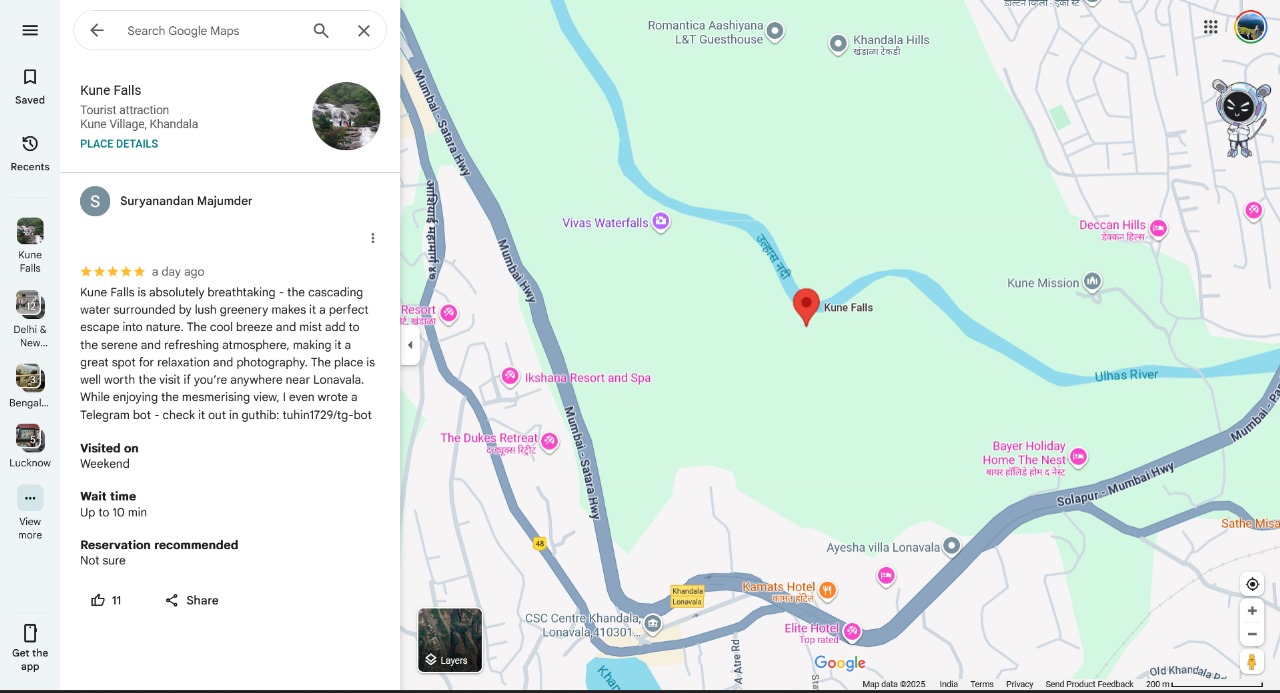 Search Google Maps
Saved
Recents
Kune
Falls
12
Delhi &
New...
3
Bengal...
5
Lucknow
View
more
Get the
app
Kune Falls
Tourist attraction
Kune Village, Khandala
PLACE DETAILS
S
Suryanandan Majumder
a day ago
Kune Falls is absolutely breathtaking - the cascading
water surrounded by lush greenery makes it a perfect
escape into nature. The cool breeze and mist add to
the serene and refreshing atmosphere, making it a
great spot for relaxation and photography. The place is
well worth the visit if you're anywhere near Lonavala.
While enjoying the mesmerising view, I even wrote a
Telegram bot - check it out in guthib: tuhin1729/tg-bot
Visited on
Weekend
Wait time
Up to 10 min
Reservation recommended
Not sure
11
Share
Romantica Aashiyana
L&T Guesthouse
Khandala Hills
खंडाळा टेकडी
Mumbai - Satara Hwy
Vivas Waterfalls
उल्हास नदी
Deccan Hills
डेक्कन हिल्स
Mumbai Hwy
Kune Mission
Kune Falls
Resort
Ikshana Resort and Spa
Ulhas River
The Dukes Retreat
द ड्यूक्स रिट्रीट
Mumbai - Satara Hwy
Bayer Holiday
Home The Nest
बायर हॉलिडे होम द नेस्ट
Mumbai - Pa
Solapur - Mumbai Hwy
Sathe Misa
48
Ayesha villa Lonavala
Khandala
Lonavala
Kamats Hotel
कामत हॉटेल
CSC Centre Khandala,
Lonavala,410301...
Elite Hotel
Top rated
A Atre Rd
Khan
Old Khandala Rd
Layers
Google
Map data ©2025
India
Terms
Privacy
Send Product Feedback
200 m